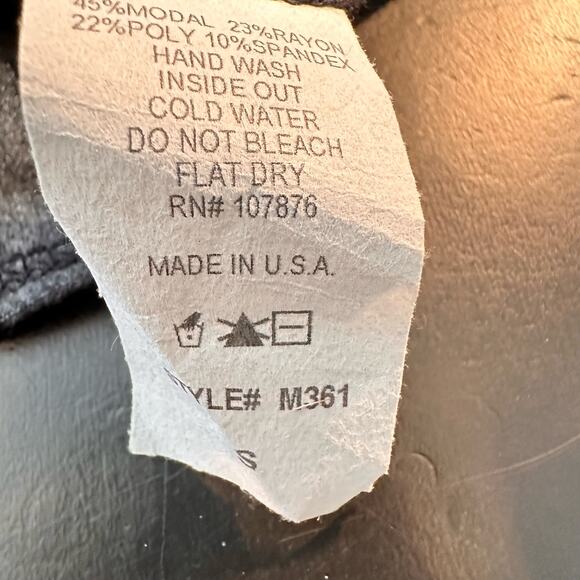 45%MODAL 23%RAYON
22%POLY 10%SPANDEX
HAND WASH
INSIDE OUT
COLD WATER
DO NOT BLEACH
FLAT DRY
RN# 107876
MADE IN U.S.A.
YLE# M361
S